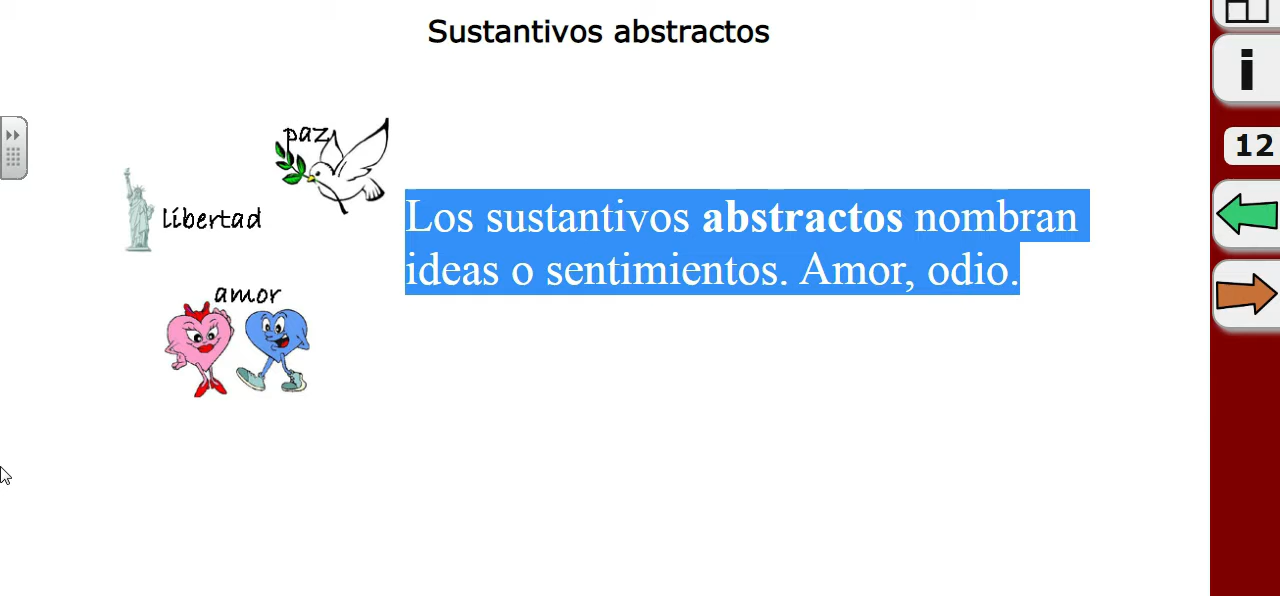 Sustantivos abstractos
paz
libertad
amor
Los sustantivos abstractos nombran
ideas o sentimientos. Amor, odio.
i
12